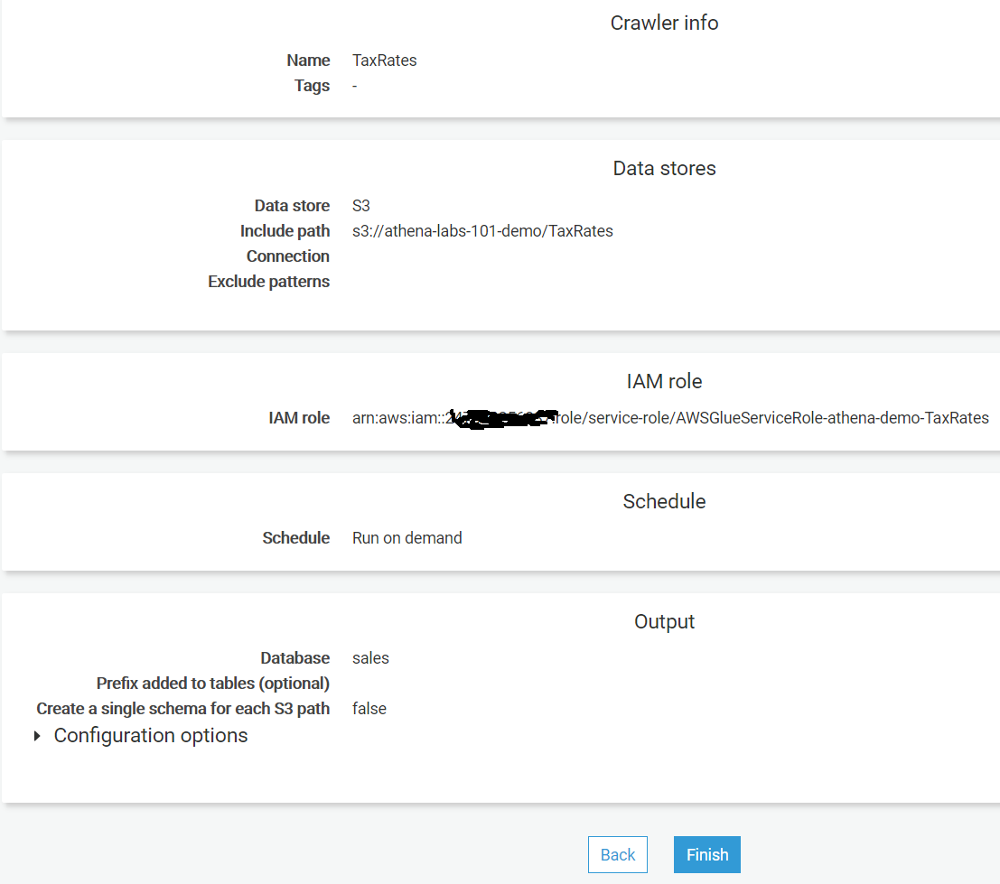 Crawler info
Name TaxRates
Tags -
Data stores
Data store S3
Include path s3://athena-labs-101-demo/TaxRates
Connection
Exclude patterns
IAM role
IAM role arn:aws:iam:: :role/service-role/AWSGlueServiceRole-athena-demo-TaxRates
Schedule
Schedule Run on demand
Output
Database sales
Prefix added to tables (optional)
Create a single schema for each S3 path false
Configuration options
Back Finish